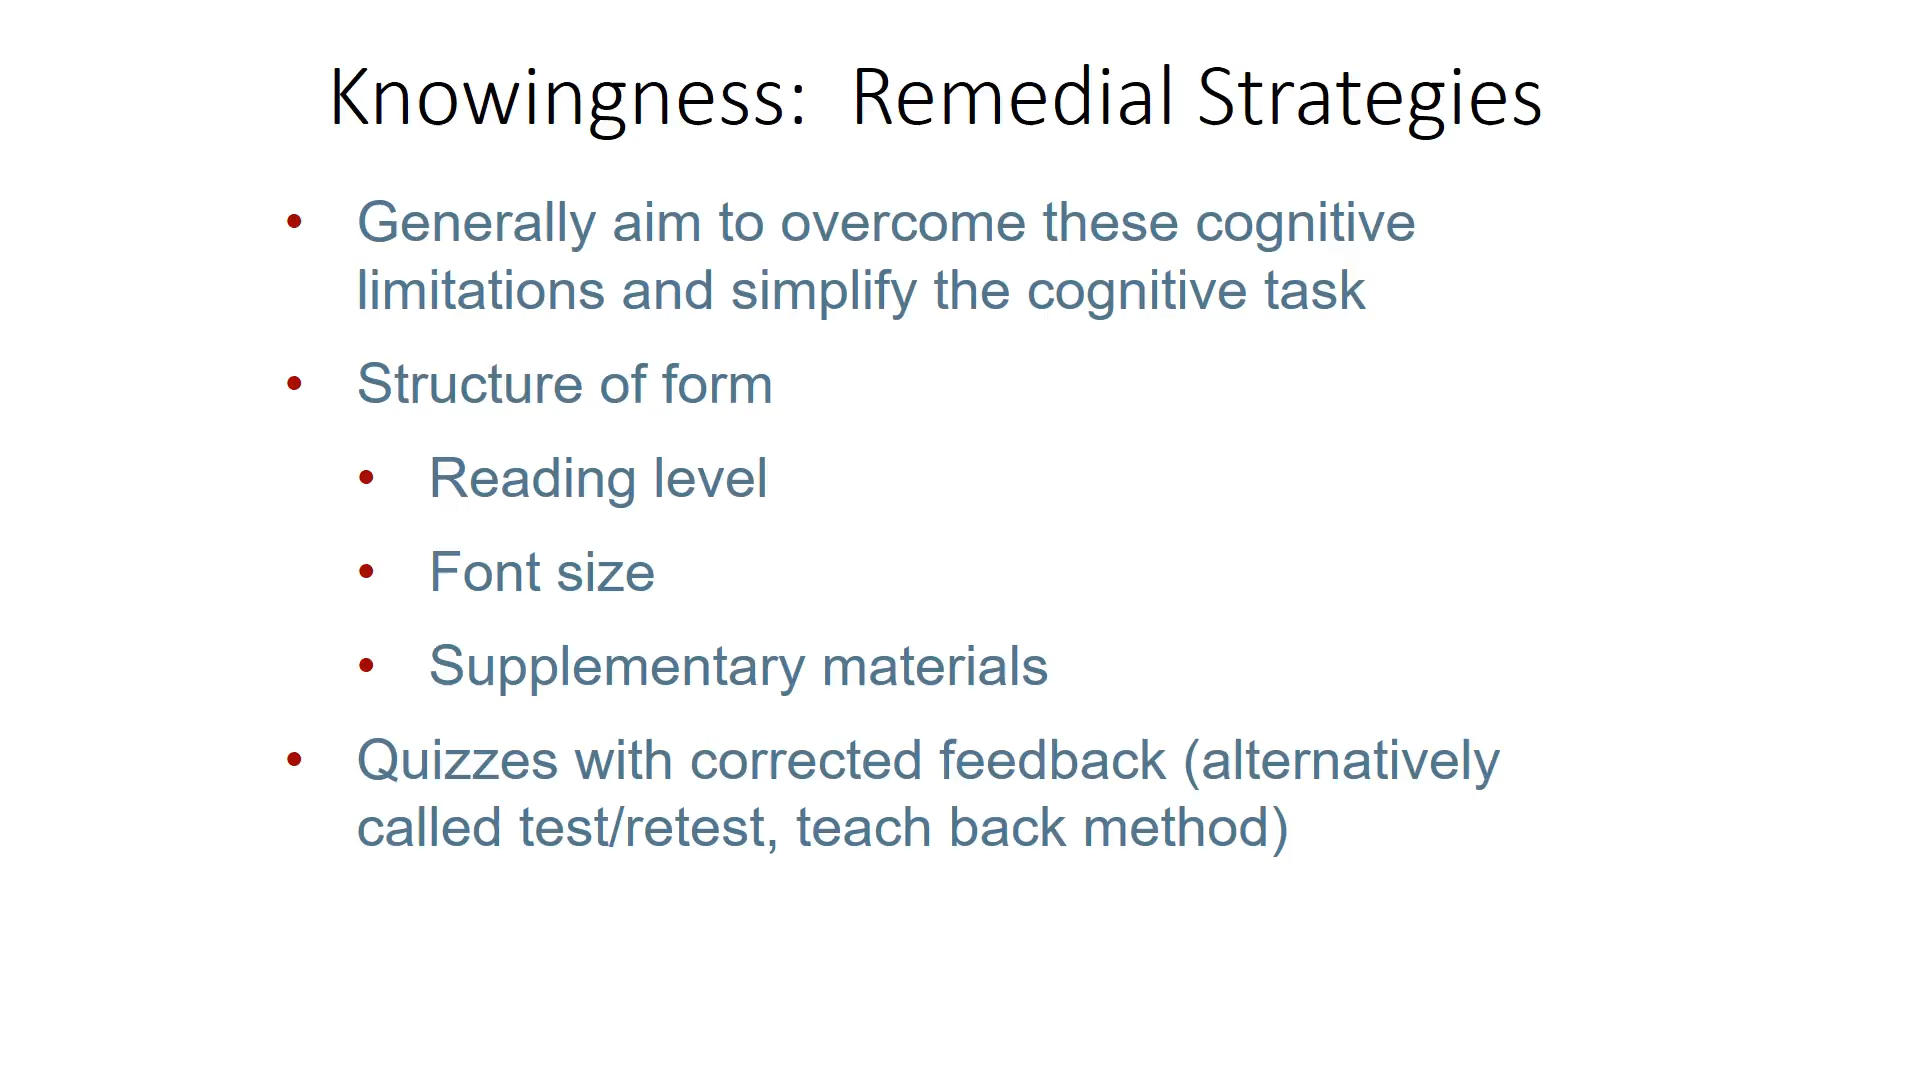 Knowingness:  Remedial Strategies
• Generally aim to overcome these cognitive
limitations and simplify the cognitive task
• Structure of form
• Reading level
• Font size
• Supplementary materials
• Quizzes with corrected feedback (alternatively
called test/retest, teach back method)